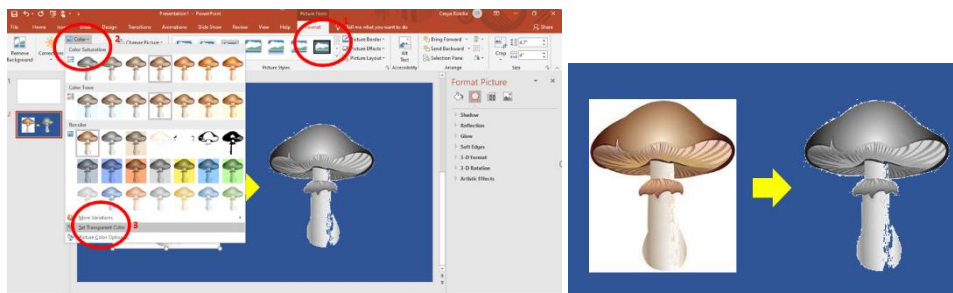 Presentation1 - PowerPoint
Picture Tools
File Home Draw Design Transitions Animations Slide Show Review View Help Format Tell me what you want to do Share
1
Color
2
Change Picture
Remove Background
Picture Border
Picture Effects
Picture Layout
Alt Text
Bring Forward
Send Backward
Selection Pane
Crop
Picture Styles
Accessibility
Arrange
Size
Color Saturation
Color Tone
Recolor
More Variations
Set Transparent Color
3
Picture Color Options
1
2
Format Picture
Shadow
Reflection
Glow
Soft Edges
3-D Format
3-D Rotation
Artistic Effects